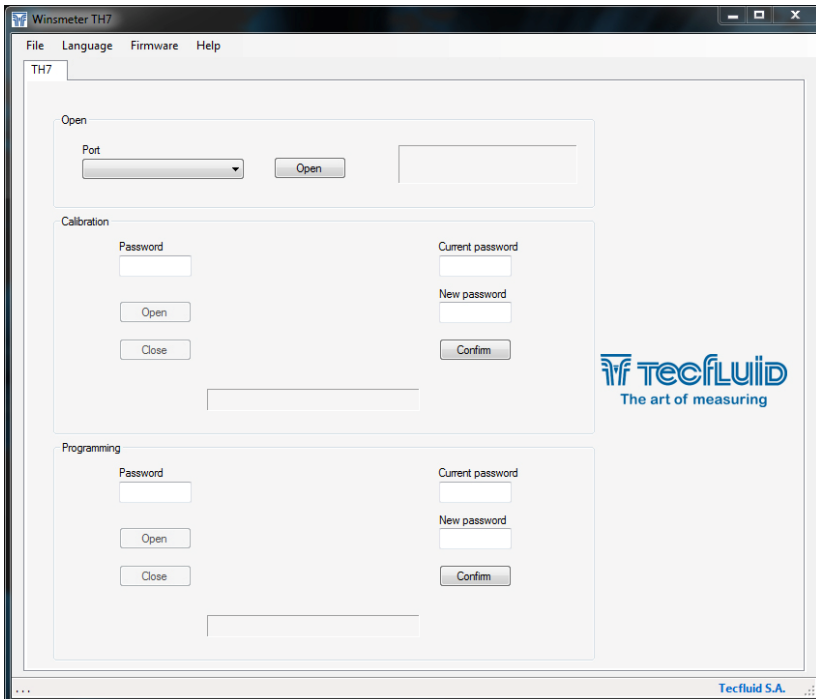 Winsmeter TH7
File Language Firmware Help
TH7
Open
Port
Open
Calibration
Password
Current password
New password
Open
Close
Confirm
TECFLUID
The art of measuring
Programming
Password
Current password
New password
Open
Close
Confirm
...
Tecfluid S.A.